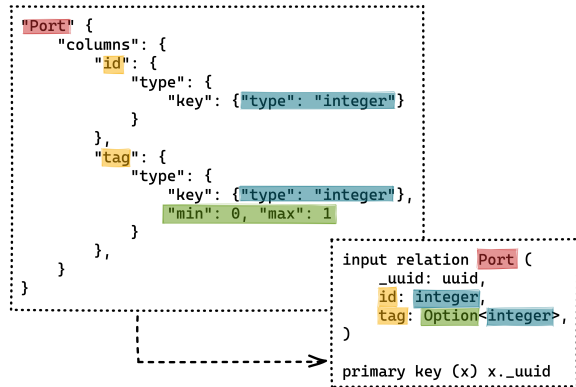 "Port" {
"columns": {
"id": {
"type": {
"key": {"type": "integer"}
}
},
"tag": {
"type": {
"key": {"type": "integer"},
"min": 0, "max": 1
}
},
}
}
input relation Port (
_uuid: uuid,
id: integer,
tag: Option<integer>,
)
primary key (x) x._uuid